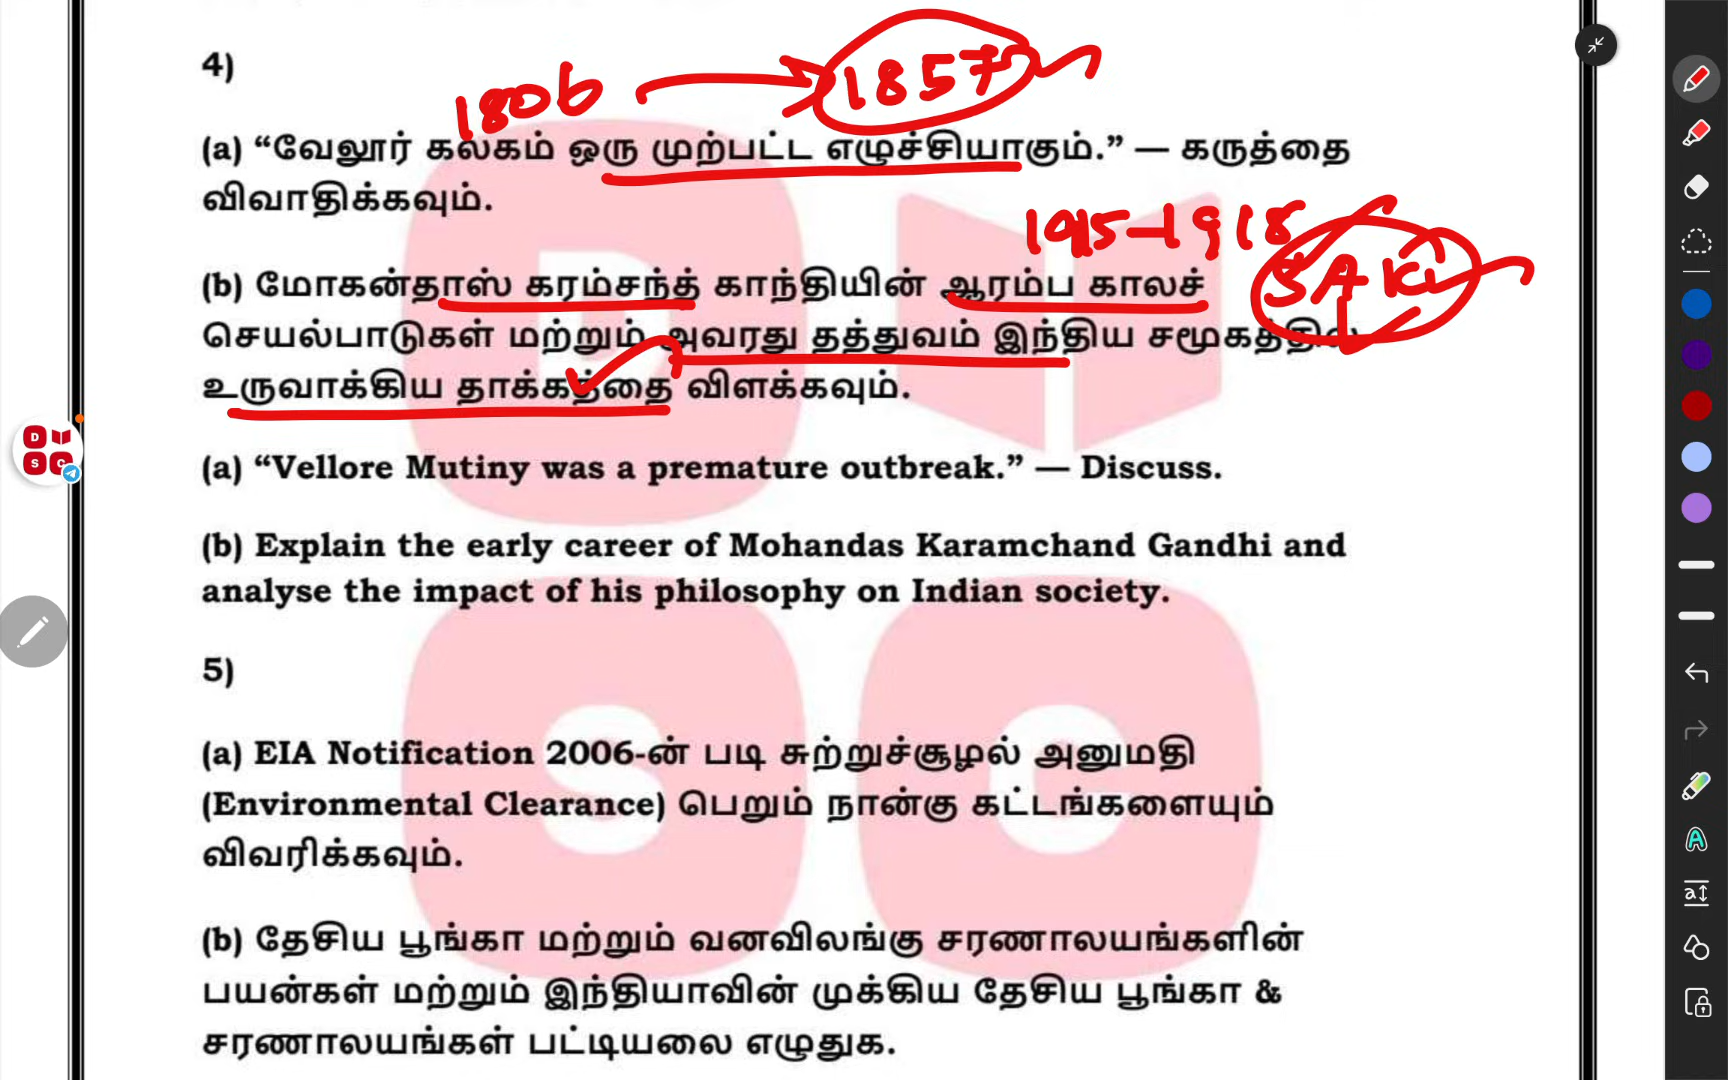 4)
1806 → 1857
(a) “வேலூர் கலகம் ஒரு முற்பட்ட எழுச்சியாகும்.” — கருத்தை
விவாதிக்கவும்.
1915-1918
(b) மோகன்தாஸ் கரம்சந்த் காந்தியின் ஆரம்ப காலச்
செயல்பாடுகள் மற்றும் அவரது தத்துவம் இந்திய சமூகத்தில்
உருவாக்கிய தாக்கத்தை விளக்கவும்.
(a) “Vellore Mutiny was a premature outbreak.” — Discuss.
(b) Explain the early career of Mohandas Karamchand Gandhi and
analyse the impact of his philosophy on Indian society.
5)
(a) EIA Notification 2006-ன் படி சுற்றுச்சூழல் அனுமதி
(Environmental Clearance) பெறும் நான்கு கட்டங்களையும்
விவரிக்கவும்.
(b) தேசிய பூங்கா மற்றும் வனவிலங்கு சரணாலயங்களின்
பயன்கள் மற்றும் இந்தியாவின் முக்கிய தேசிய பூங்கா &
சரணாலயங்கள் பட்டியலை எழுதுக.